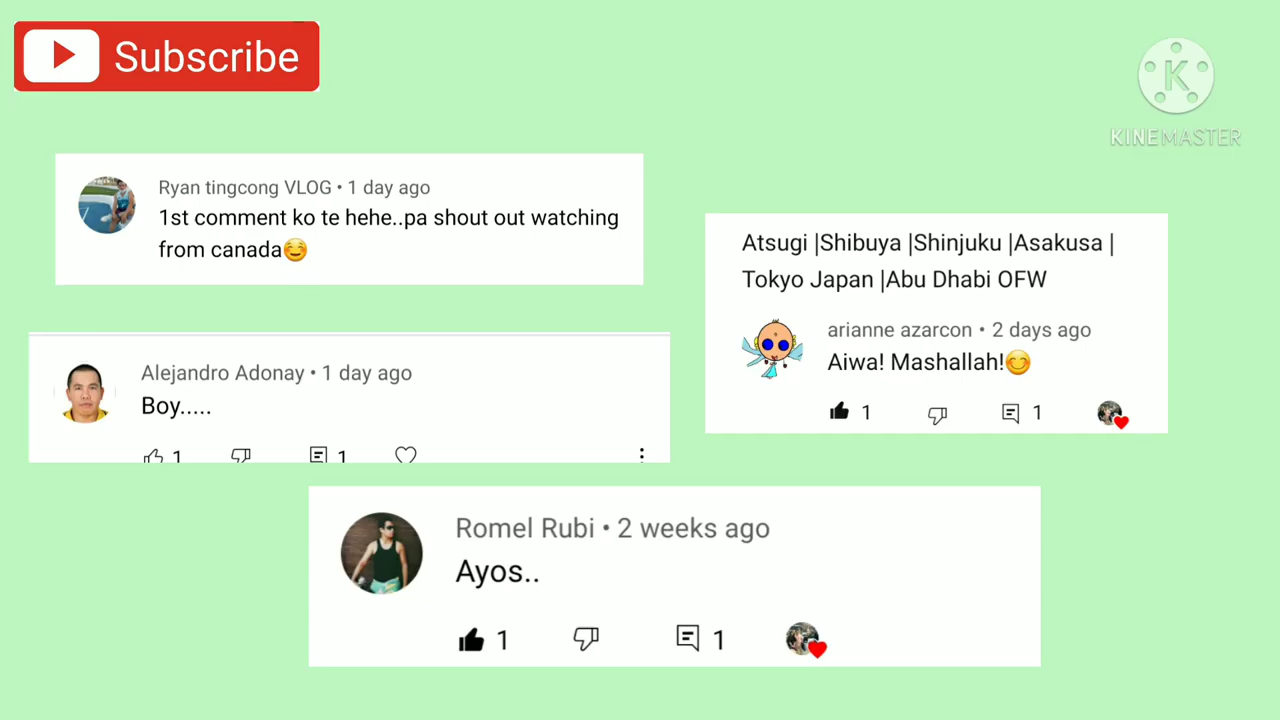 Subscribe
K
KINEMASTER
Ryan tingcong VLOG • 1 day ago
1st comment ko te hehe..pa shout out watching
from canada😊
Atsugi |Shibuya |Shinjuku |Asakusa |
Tokyo Japan |Abu Dhabi OFW
arianne azarcon • 2 days ago
Aiwa! Mashallah!😊
1 1
Alejandro Adonay • 1 day ago
Boy.....
1 1
Romel Rubi • 2 weeks ago
Ayos..
1 1